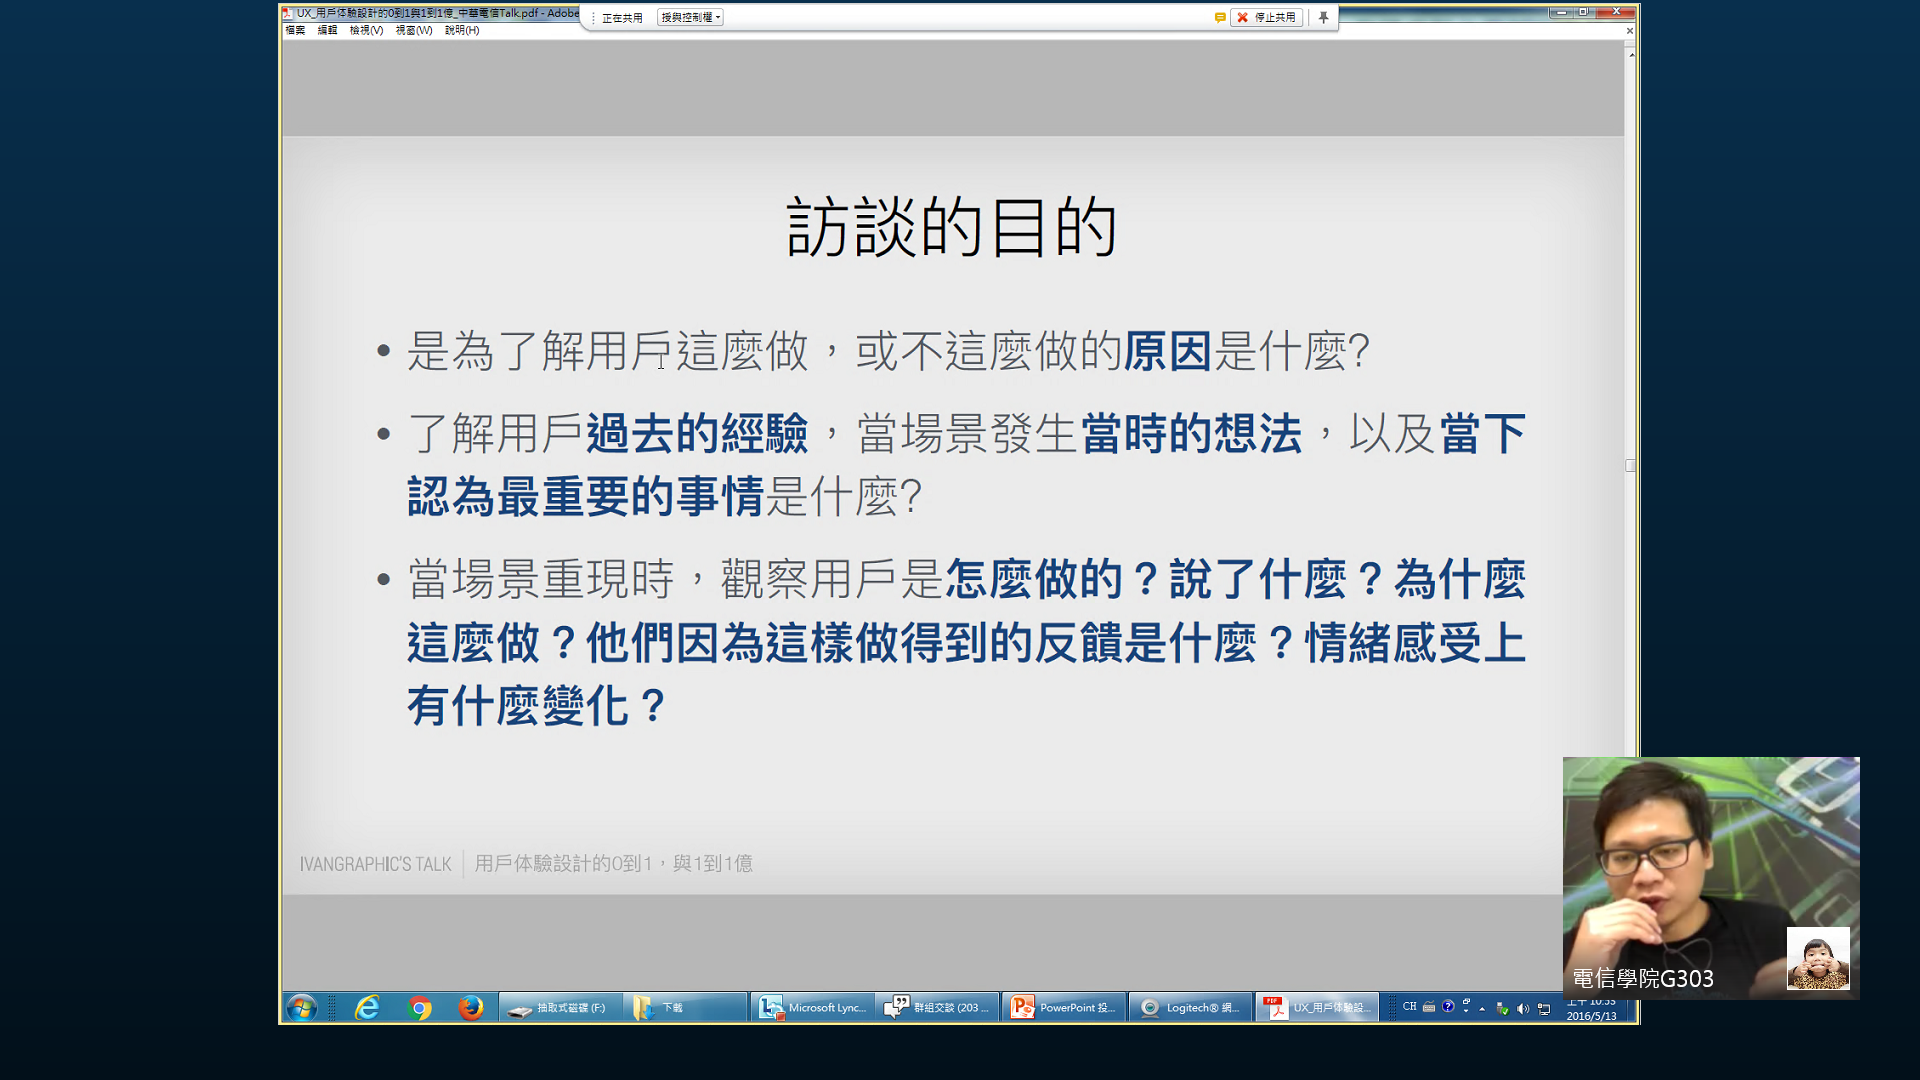 UX_用戶体驗設計的0到1與1到1億_中華電信Talk.pdf - Adobe
正在共用
授與控制權
停止共用
檔案 編輯 檢視(V) 視窗(W) 說明(H)
訪談的目的
• 是為了解用戶這麼做，或不這麼做的原因是什麼?
• 了解用戶過去的經驗，當場景發生當時的想法，以及當下
認為最重要的事情是什麼?
• 當場景重現時，觀察用戶是怎麼做的？說了什麼？為什麼
這麼做？他們因為這樣做得到的反饋是什麼？情緒感受上
有什麼變化？
IVANGRAPHIC'S TALK | 用戶体驗設計的0到1，與1到1億
電信學院G303
抽取式磁碟 (F:)
下載
Microsoft Lync...
群組交談 (203 ...
PowerPoint 投...
Logitech® 網...
UX_用戶体驗設...
CH
上午 10:53
2016/5/13